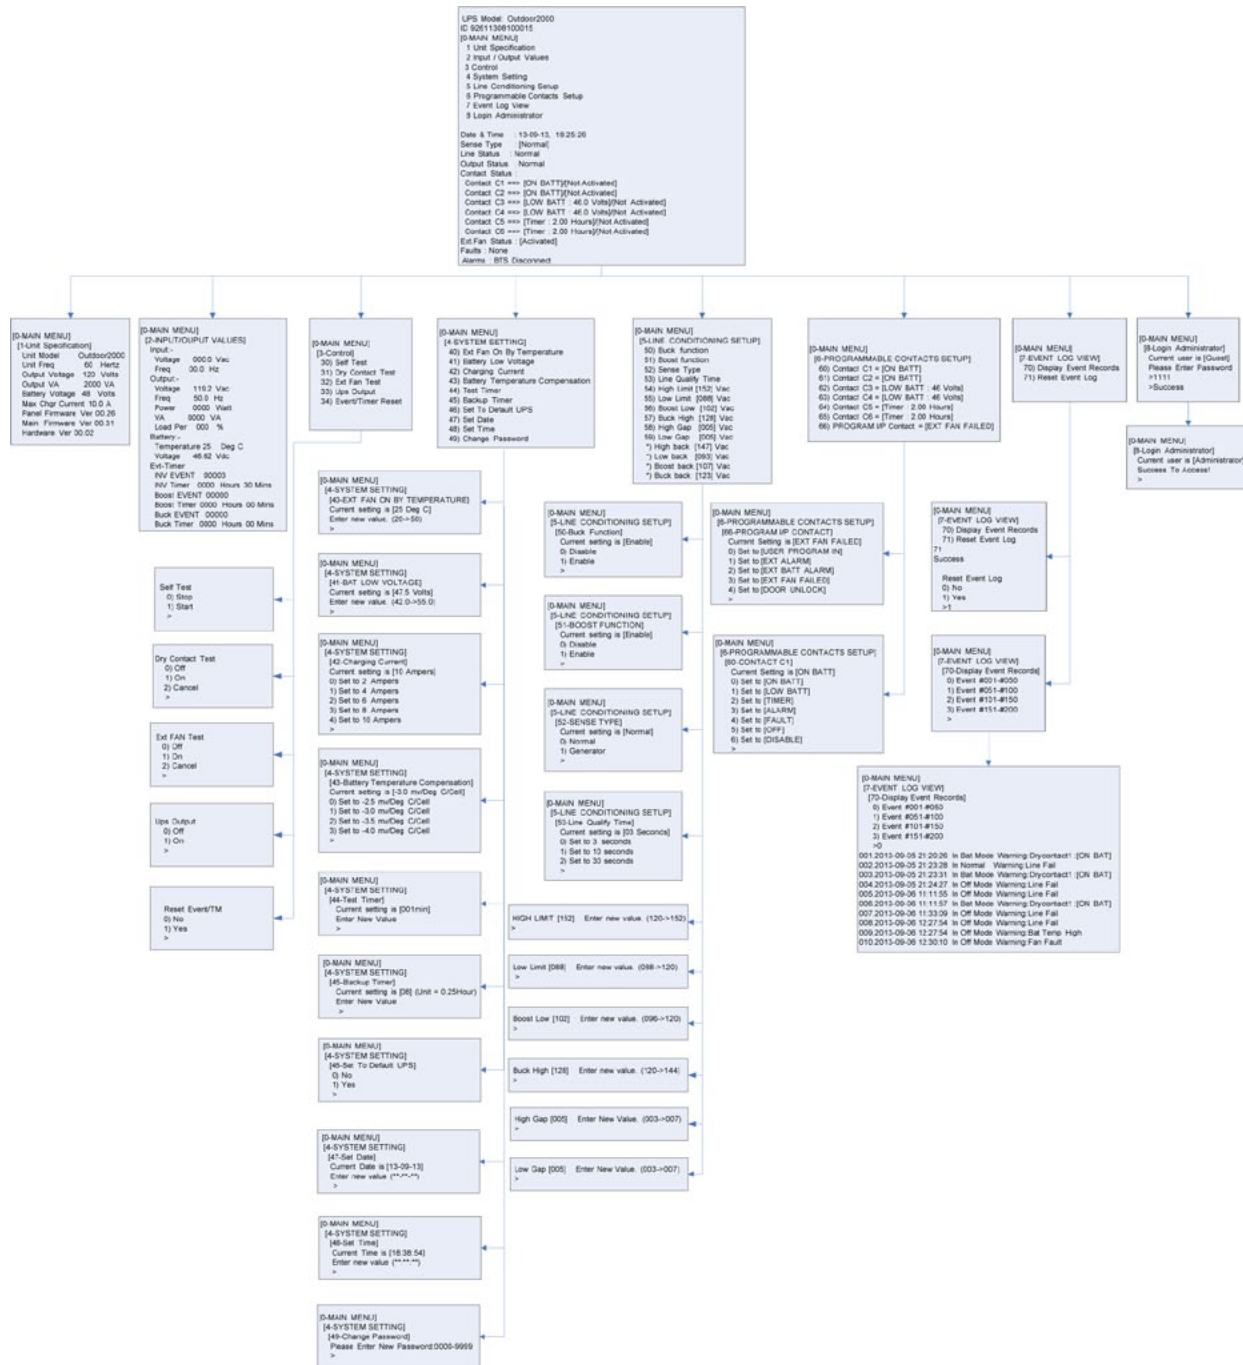 UPS Model: Outdoor2000
ID 92611308100015
[0-MAIN MENU]
1 Unit Specification
2 Input / Output Values
3 Control
4 System Setting
5 Line Conditioning Setup
6 Programmable Contacts Setup
7 Event Log View
8 Login Administrator
Date & Time : 13-09-13, 18:25:26
Sense Type : [Normal]
Line Status : Normal
Output Status : Normal
Contact Status :
Contact C1 ==> [ON BATT]/[Not Activated]
Contact C2 ==> [ON BATT]/[Not Activated]
Contact C3 ==> [LOW BATT : 46.0 Volts]/[Not Activated]
Contact C4 ==> [LOW BATT : 46.0 Volts]/[Not Activated]
Contact C5 ==> [Timer : 2.00 Hours]/[Not Activated]
Contact C6 ==> [Timer : 2.00 Hours]/[Not Activated]
Ext.Fan Status : [Activated]
Faults : None
Alarms : BTS Disconnect
[0-MAIN MENU]
[1-Unit Specification]
Unit Model Outdoor2000
Unit Freq 60 Hertz
Output Voltage 120 Volts
Output VA 2000 VA
Battery Voltage 48 Volts
Max Chgr Current 10.0 A
Panel Firmware Ver 00.26
Main Firmware Ver 00.31
Hardware Ver 00.02
[0-MAIN MENU]
[2-INPUT/OUPUT VALUES]
Input:-
Voltage 000.0 Vac
Freq 00.0 Hz
Output:-
Voltage 119.2 Vac
Freq 50.0 Hz
Power 0000 Watt
VA 0000 VA
Load Per 000 %
Battery:-
Temperature 25 Deg C
Voltage 48.62 Vdc
Evt-Timer
INV EVENT 00003
INV Timer 0000 Hours 30 Mins
Boost EVENT 00000
Boost Timer 0000 Hours 00 Mins
Buck EVENT 00000
Buck Timer 0000 Hours 00 Mins
[0-MAIN MENU]
[3-Control]
30) Self Test
31) Dry Contact Test
32) Ext Fan Test
33) Ups Output
34) Event/Timer Reset
[0-MAIN MENU]
[4-SYSTEM SETTING]
40) Ext Fan On By Temperature
41) Battery Low Voltage
42) Charging Current
43) Battery Temperature Compensation
44) Test Timer
45) Backup Timer
46) Set To Default UPS
47) Set Date
48) Set Time
49) Change Password
[0-MAIN MENU]
[5-LINE CONDITIONING SETUP]
50) Buck function
51) Boost function
52) Sense Type
53) Line Qualify Time
54) High Limit [152] Vac
55) Low Limit [088] Vac
56) Boost Low [102] Vac
57) Buck High [128] Vac
58) High Gap [005] Vac
59) Low Gap [005] Vac
*) High back [147] Vac
*) Low back [093] Vac
*) Boost back [107] Vac
*) Buck back [123] Vac
[0-MAIN MENU]
[6-PROGRAMMABLE CONTACTS SETUP]
60) Contact C1 = [ON BATT]
61) Contact C2 = [ON BATT]
62) Contact C3 = [LOW BATT : 46 Volts]
63) Contact C4 = [LOW BATT : 46 Volts]
64) Contact C5 = [Timer : 2.00 Hours]
65) Contact C6 = [Timer : 2.00 Hours]
66) PROGRAM I/P Contact = [EXT FAN FAILED]
[0-MAIN MENU]
[7-EVENT LOG VIEW]
70) Display Event Records
71) Reset Event Log
[0-MAIN MENU]
[8-Login Administrator]
Current user is [Guest]
Please Enter Password
>1111
>Success
[0-MAIN MENU]
[8-Login Administrator]
Current user is [Administrator]
Success To Access!
>
Self Test
0) Stop
1) Start
>
Dry Contact Test
0) Off
1) On
2) Cancel
>
Ext FAN Test
0) Off
1) On
2) Cancel
>
Ups Output
0) Off
1) On
>
Reset Event/TM
0) No
1) Yes
>
[0-MAIN MENU]
[4-SYSTEM SETTING]
[40-EXT FAN ON BY TEMPERATURE]
Current setting is [25 Deg C]
Enter new value. (20->50)
[0-MAIN MENU]
[4-SYSTEM SETTING]
[41-BAT LOW VOLTAGE]
Current setting is [47.5 Volts]
Enter new value. (42.0->55.0)
>
[0-MAIN MENU]
[4-SYSTEM SETTING]
[42-Charging Current]
Current setting is [10 Ampers]
0) Set to 2 Ampers
1) Set to 4 Ampers
2) Set to 6 Ampers
3) Set to 8 Ampers
4) Set to 10 Ampers
>
[0-MAIN MENU]
[4-SYSTEM SETTING]
[43-Battery Temperature Compensation]
Current setting is [-3.0 mv/Deg C/Cell]
0) Set to -2.5 mv/Deg C/Cell
1) Set to -3.0 mv/Deg C/Cell
2) Set to -3.5 mv/Deg C/Cell
3) Set to -4.0 mv/Deg C/Cell
>
[0-MAIN MENU]
[4-SYSTEM SETTING]
[44-Test Timer]
Current setting is [001min]
Enter New Value
>
[0-MAIN MENU]
[4-SYSTEM SETTING]
[45-Backup Timer]
Current setting is [08] (Unit = 0.25Hour)
Enter New Value
>
[0-MAIN MENU]
[4-SYSTEM SETTING]
[46-Set To Default UPS]
0) No
1) Yes
>
[0-MAIN MENU]
[4-SYSTEM SETTING]
[47-Set Date]
Current Date is [13-09-13]
Enter new value (**-**-**)
>
[0-MAIN MENU]
[4-SYSTEM SETTING]
[48-Set Time]
Current Time is [18:38:54]
Enter new value (**:**:**)
>
[0-MAIN MENU]
[4-SYSTEM SETTING]
[49-Change Password]
Please Enter New Password:0000-9999
>
[0-MAIN MENU]
[5-LINE CONDITIONING SETUP]
[50-Buck Function]
Current setting is [Enable]
0) Disable
1) Enable
>
[0-MAIN MENU]
[5-LINE CONDITIONING SETUP]
[51-BOOST FUNCTION]
Current setting is [Enable]
0) Disable
1) Enable
>
[0-MAIN MENU]
[5-LINE CONDITIONING SETUP]
[52-SENSE TYPE]
Current setting is [Normal]
0) Normal
1) Generator
>
[0-MAIN MENU]
[5-LINE CONDITIONING SETUP]
[53-Line Qualify Time]
Current setting is [03 Seconds]
0) Set to 3 seconds
1) Set to 10 seconds
2) Set to 30 seconds
>
HIGH LIMIT [152] Enter new value. (120->152)
>
Low Limit [088] Enter new value. (088->120)
>
Boost Low [102] Enter new value. (096->120)
>
Buck High [128] Enter new value. (120->144)
>
High Gap [005] Enter New Value. (003->007)
>
Low Gap [005] Enter New Value. (003->007)
>
[0-MAIN MENU]
[6-PROGRAMMABLE CONTACTS SETUP]
[66-PROGRAM I/P CONTACT]
Current Setting is [EXT FAN FAILED]
0) Set to [USER PROGRAM IN]
1) Set to [EXT ALARM]
2) Set to [EXT BATT ALARM]
3) Set to [EXT FAN FAILED]
4) Set to [DOOR UNLOCK]
>
[0-MAIN MENU]
[6-PROGRAMMABLE CONTACTS SETUP]
[60-CONTACT C1]
Current Setting is [ON BATT]
0) Set to [ON BATT]
1) Set to [LOW BATT]
2) Set to [TIMER]
3) Set to [ALARM]
4) Set to [FAULT]
5) Set to [OFF]
6) Set to [DISABLE]
>
[0-MAIN MENU]
[7-EVENT LOG VIEW]
70) Display Event Records
71) Reset Event Log
71
Success
Reset Event Log
0) No
1) Yes
>1
[0-MAIN MENU]
[7-EVENT LOG VIEW]
[70-Display Event Records]
0) Event #001-#050
1) Event #051-#100
2) Event #101-#150
3) Event #151-#200
>
[0-MAIN MENU]
[7-EVENT LOG VIEW]
[70-Display Event Records]
0) Event #001-#050
1) Event #051-#100
2) Event #101-#150
3) Event #151-#200
>0
001.2013-09-05 21:20:26 In Bat Mode Warning:Drycontact1 :[ON BAT]
002.2013-09-05 21:23:28 In Normal Warning:Line Fail
003.2013-09-05 21:23:31 In Bat Mode Warning:Drycontact1 :[ON BAT]
004.2013-09-05 21:24:27 In Off Mode Warning:Line Fail
005.2013-09-06 11:11:55 In Off Mode Warning:Line Fail
006.2013-09-06 11:11:57 In Bat Mode Warning:Drycontact1 :[ON BAT]
007.2013-09-06 11:33:09 In Off Mode Warning:Line Fail
008.2013-09-06 12:27:54 In Off Mode Warning:Line Fail
009.2013-09-06 12:27:54 In Off Mode Warning:Bat Temp High
010.2013-09-06 12:30:10 In Off Mode Warning:Fan Fault